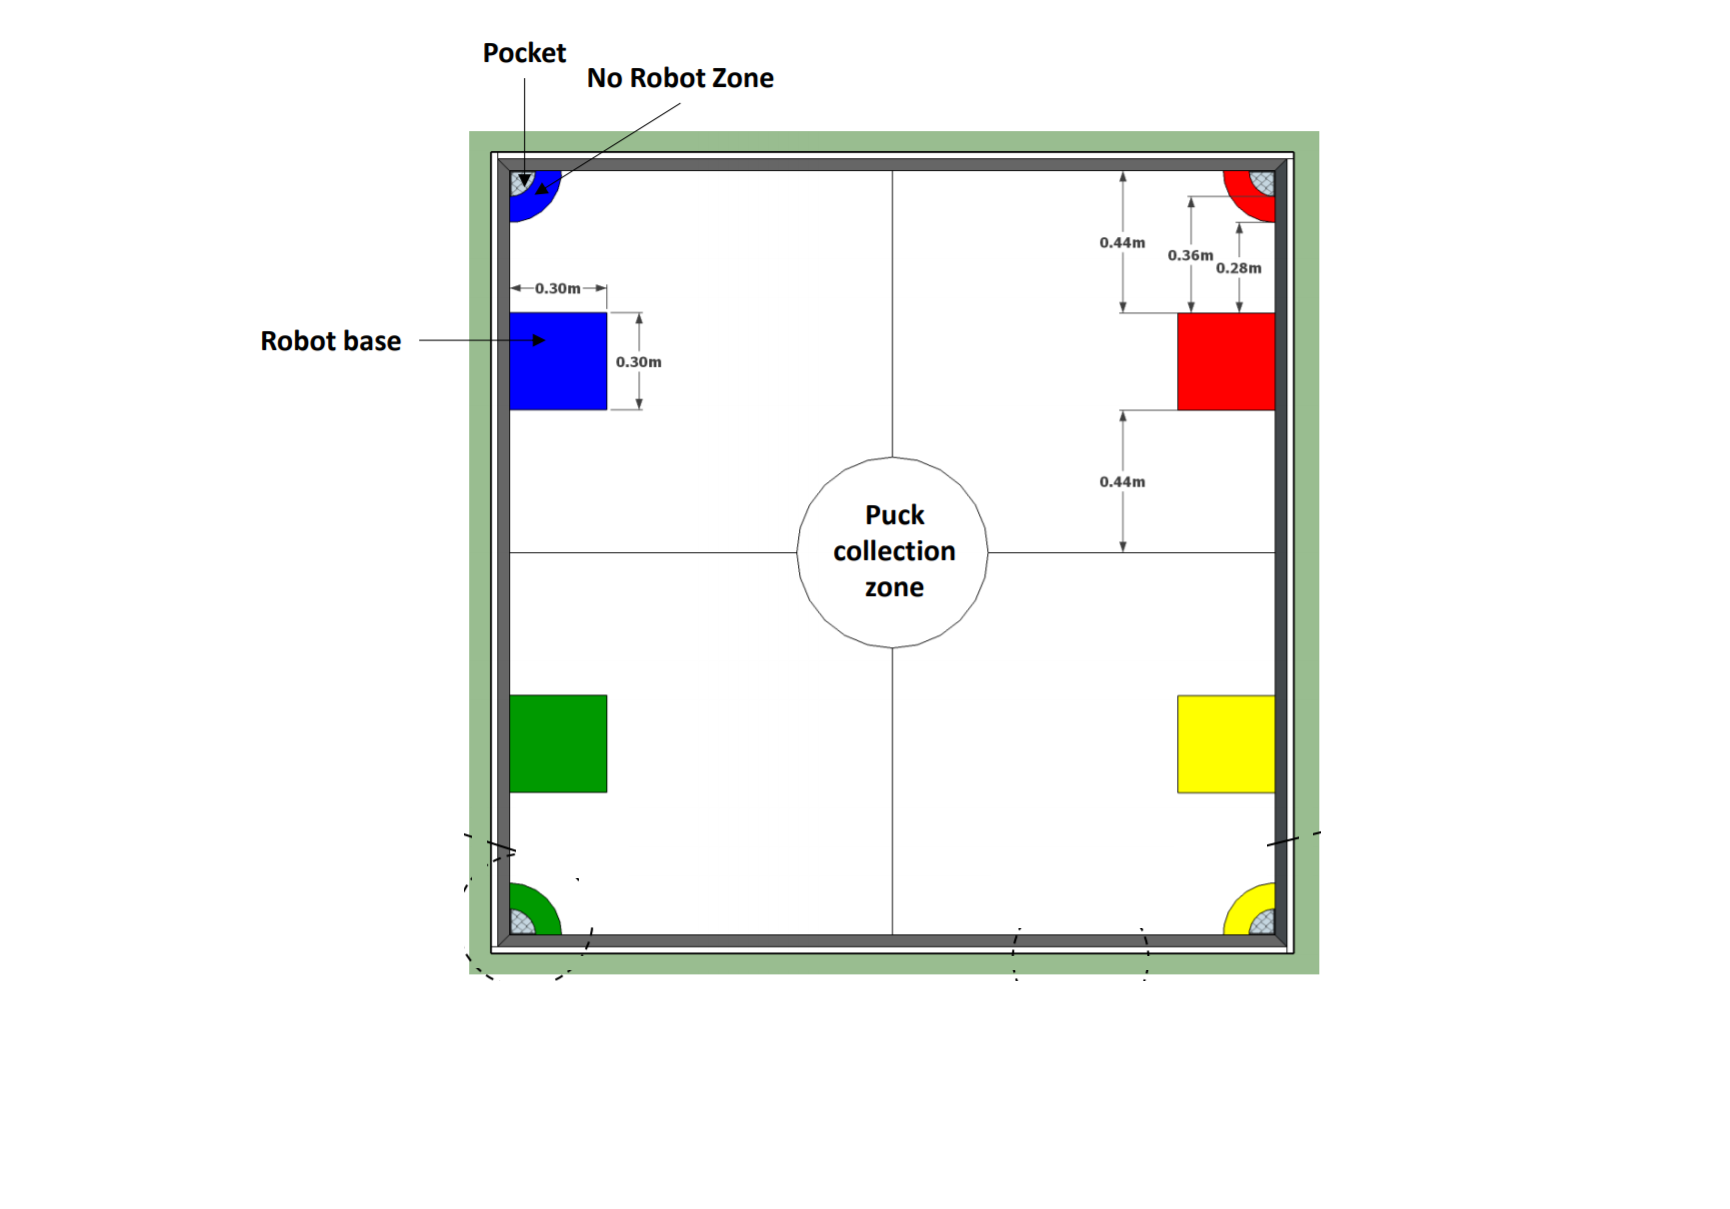 Pocket
No Robot Zone
0.44m
0.36m
0.28m
0.30m
Robot base
0.30m
0.44m
Puck
collection
zone